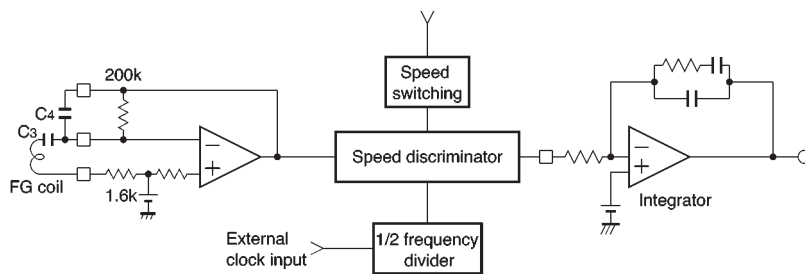 200k
C4
C3
FG coil
1.6k
−
+
Speed
switching
Speed discriminator
External
clock input
1/2 frequency
divider
−
+
Integrator